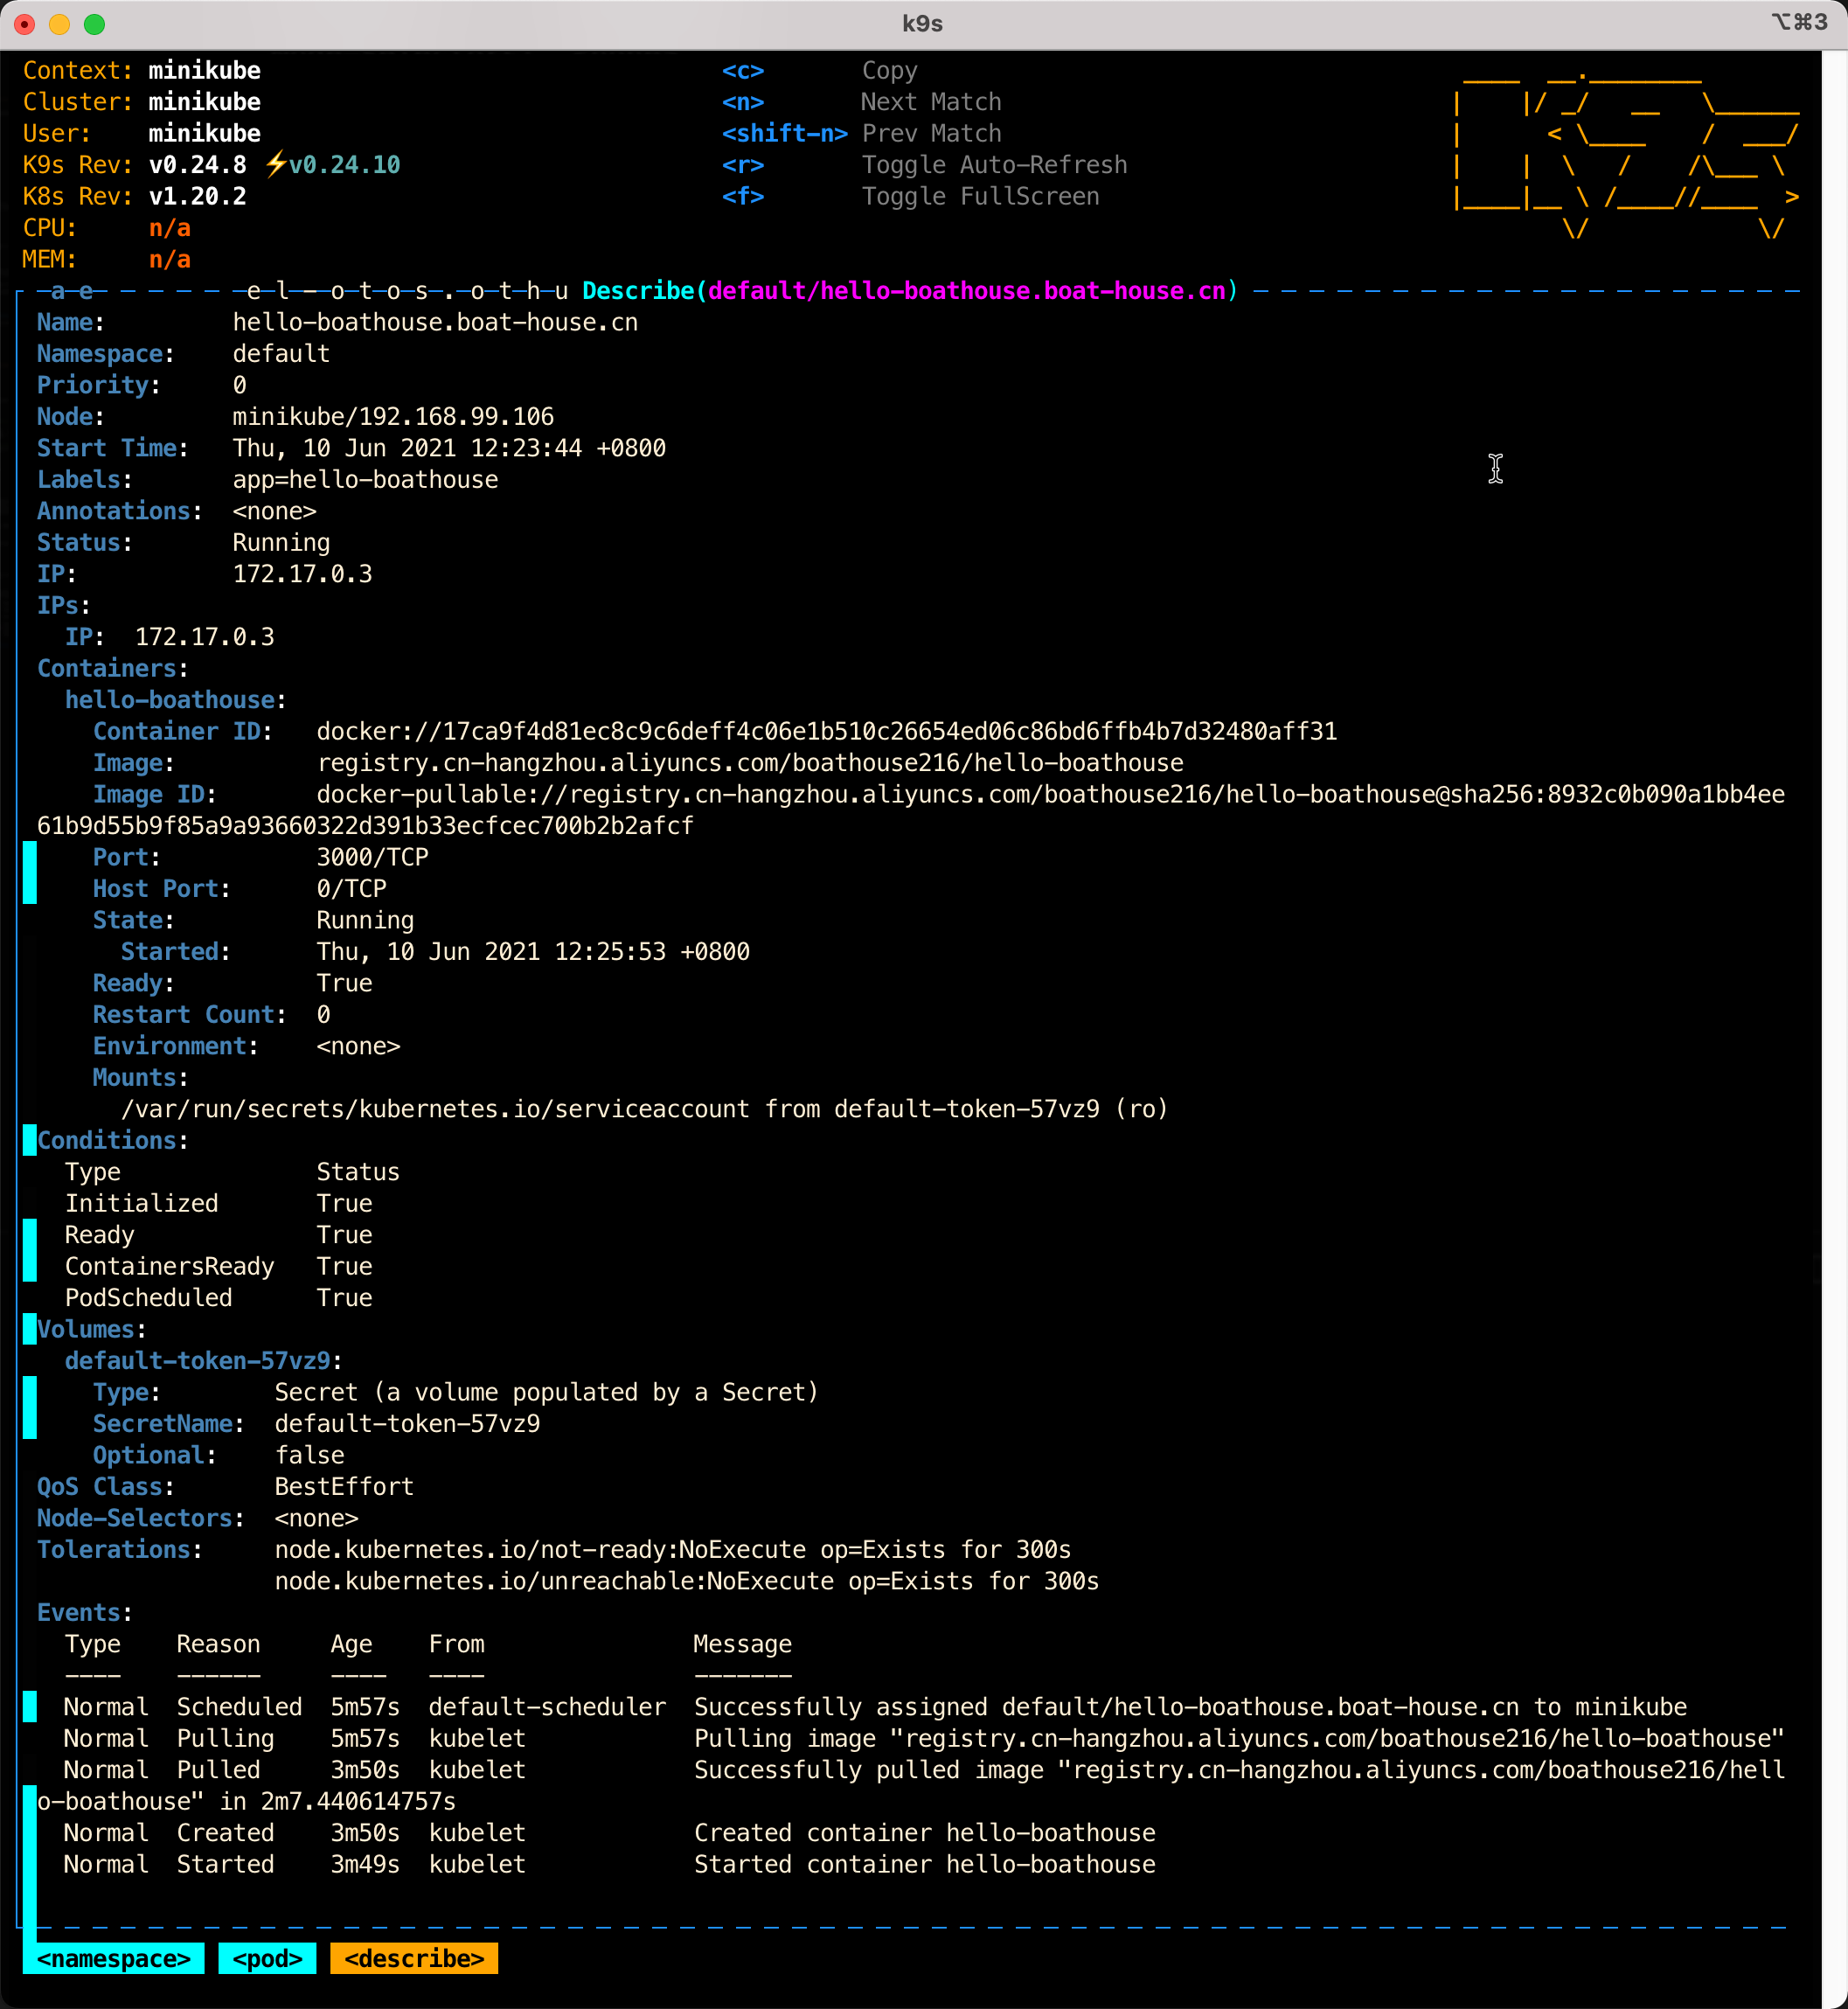 k9s ⌥⌘3
Context: minikube <c> Copy
Cluster: minikube <n> Next Match
User: minikube <shift-n> Prev Match
K9s Rev: v0.24.8 ⚡v0.24.10 <r> Toggle Auto-Refresh
K8s Rev: v1.20.2 <f> Toggle FullScreen
CPU: n/a
MEM: n/a
Describe(default/hello-boathouse.boat-house.cn)
Name: hello-boathouse.boat-house.cn
Namespace: default
Priority: 0
Node: minikube/192.168.99.106
Start Time: Thu, 10 Jun 2021 12:23:44 +0800
Labels: app=hello-boathouse
Annotations: <none>
Status: Running
IP: 172.17.0.3
IPs:
IP: 172.17.0.3
Containers:
hello-boathouse:
Container ID: docker://17ca9f4d81ec8c9c6deff4c06e1b510c26654ed06c86bd6ffb4b7d32480aff31
Image: registry.cn-hangzhou.aliyuncs.com/boathouse216/hello-boathouse
Image ID: docker-pullable://registry.cn-hangzhou.aliyuncs.com/boathouse216/hello-boathouse@sha256:8932c0b090a1bb4ee
61b9d55b9f85a9a93660322d391b33ecfcec700b2b2afcf
Port: 3000/TCP
Host Port: 0/TCP
State: Running
Started: Thu, 10 Jun 2021 12:25:53 +0800
Ready: True
Restart Count: 0
Environment: <none>
Mounts:
/var/run/secrets/kubernetes.io/serviceaccount from default-token-57vz9 (ro)
Conditions:
Type Status
Initialized True
Ready True
ContainersReady True
PodScheduled True
Volumes:
default-token-57vz9:
Type: Secret (a volume populated by a Secret)
SecretName: default-token-57vz9
Optional: false
QoS Class: BestEffort
Node-Selectors: <none>
Tolerations: node.kubernetes.io/not-ready:NoExecute op=Exists for 300s
node.kubernetes.io/unreachable:NoExecute op=Exists for 300s
Events:
Type Reason Age From Message
---- ------ ---- ---- -------
Normal Scheduled 5m57s default-scheduler Successfully assigned default/hello-boathouse.boat-house.cn to minikube
Normal Pulling 5m57s kubelet Pulling image "registry.cn-hangzhou.aliyuncs.com/boathouse216/hello-boathouse"
Normal Pulled 3m50s kubelet Successfully pulled image "registry.cn-hangzhou.aliyuncs.com/boathouse216/hell
o-boathouse" in 2m7.440614757s
Normal Created 3m50s kubelet Created container hello-boathouse
Normal Started 3m49s kubelet Started container hello-boathouse
<namespace> <pod> <describe>